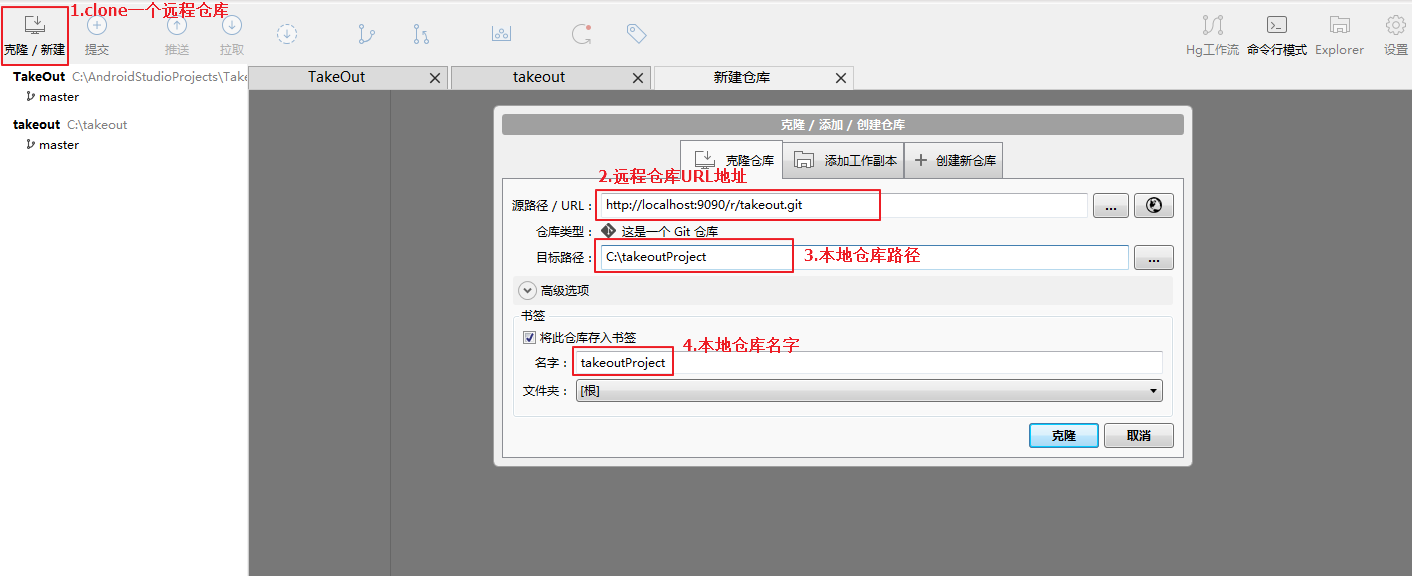 1.clone一个远程仓库
克隆 / 新建
提交
推送
拉取
Hg工作流
命令行模式
Explorer
设置
TakeOut C:\AndroidStudioProjects\Take
master
takeout C:\takeout
master
TakeOut
takeout
新建仓库
克隆 / 添加 / 创建仓库
克隆仓库
添加工作副本
创建新仓库
2.远程仓库URL地址
源路径 / URL： http://localhost:9090/r/takeout.git ...
仓库类型： 这是一个 Git 仓库
目标路径： C:\takeoutProject 3.本地仓库路径 ...
高级选项
书签
将此仓库存入书签
4.本地仓库名字
名字： takeoutProject
文件夹： [根]
克隆
取消